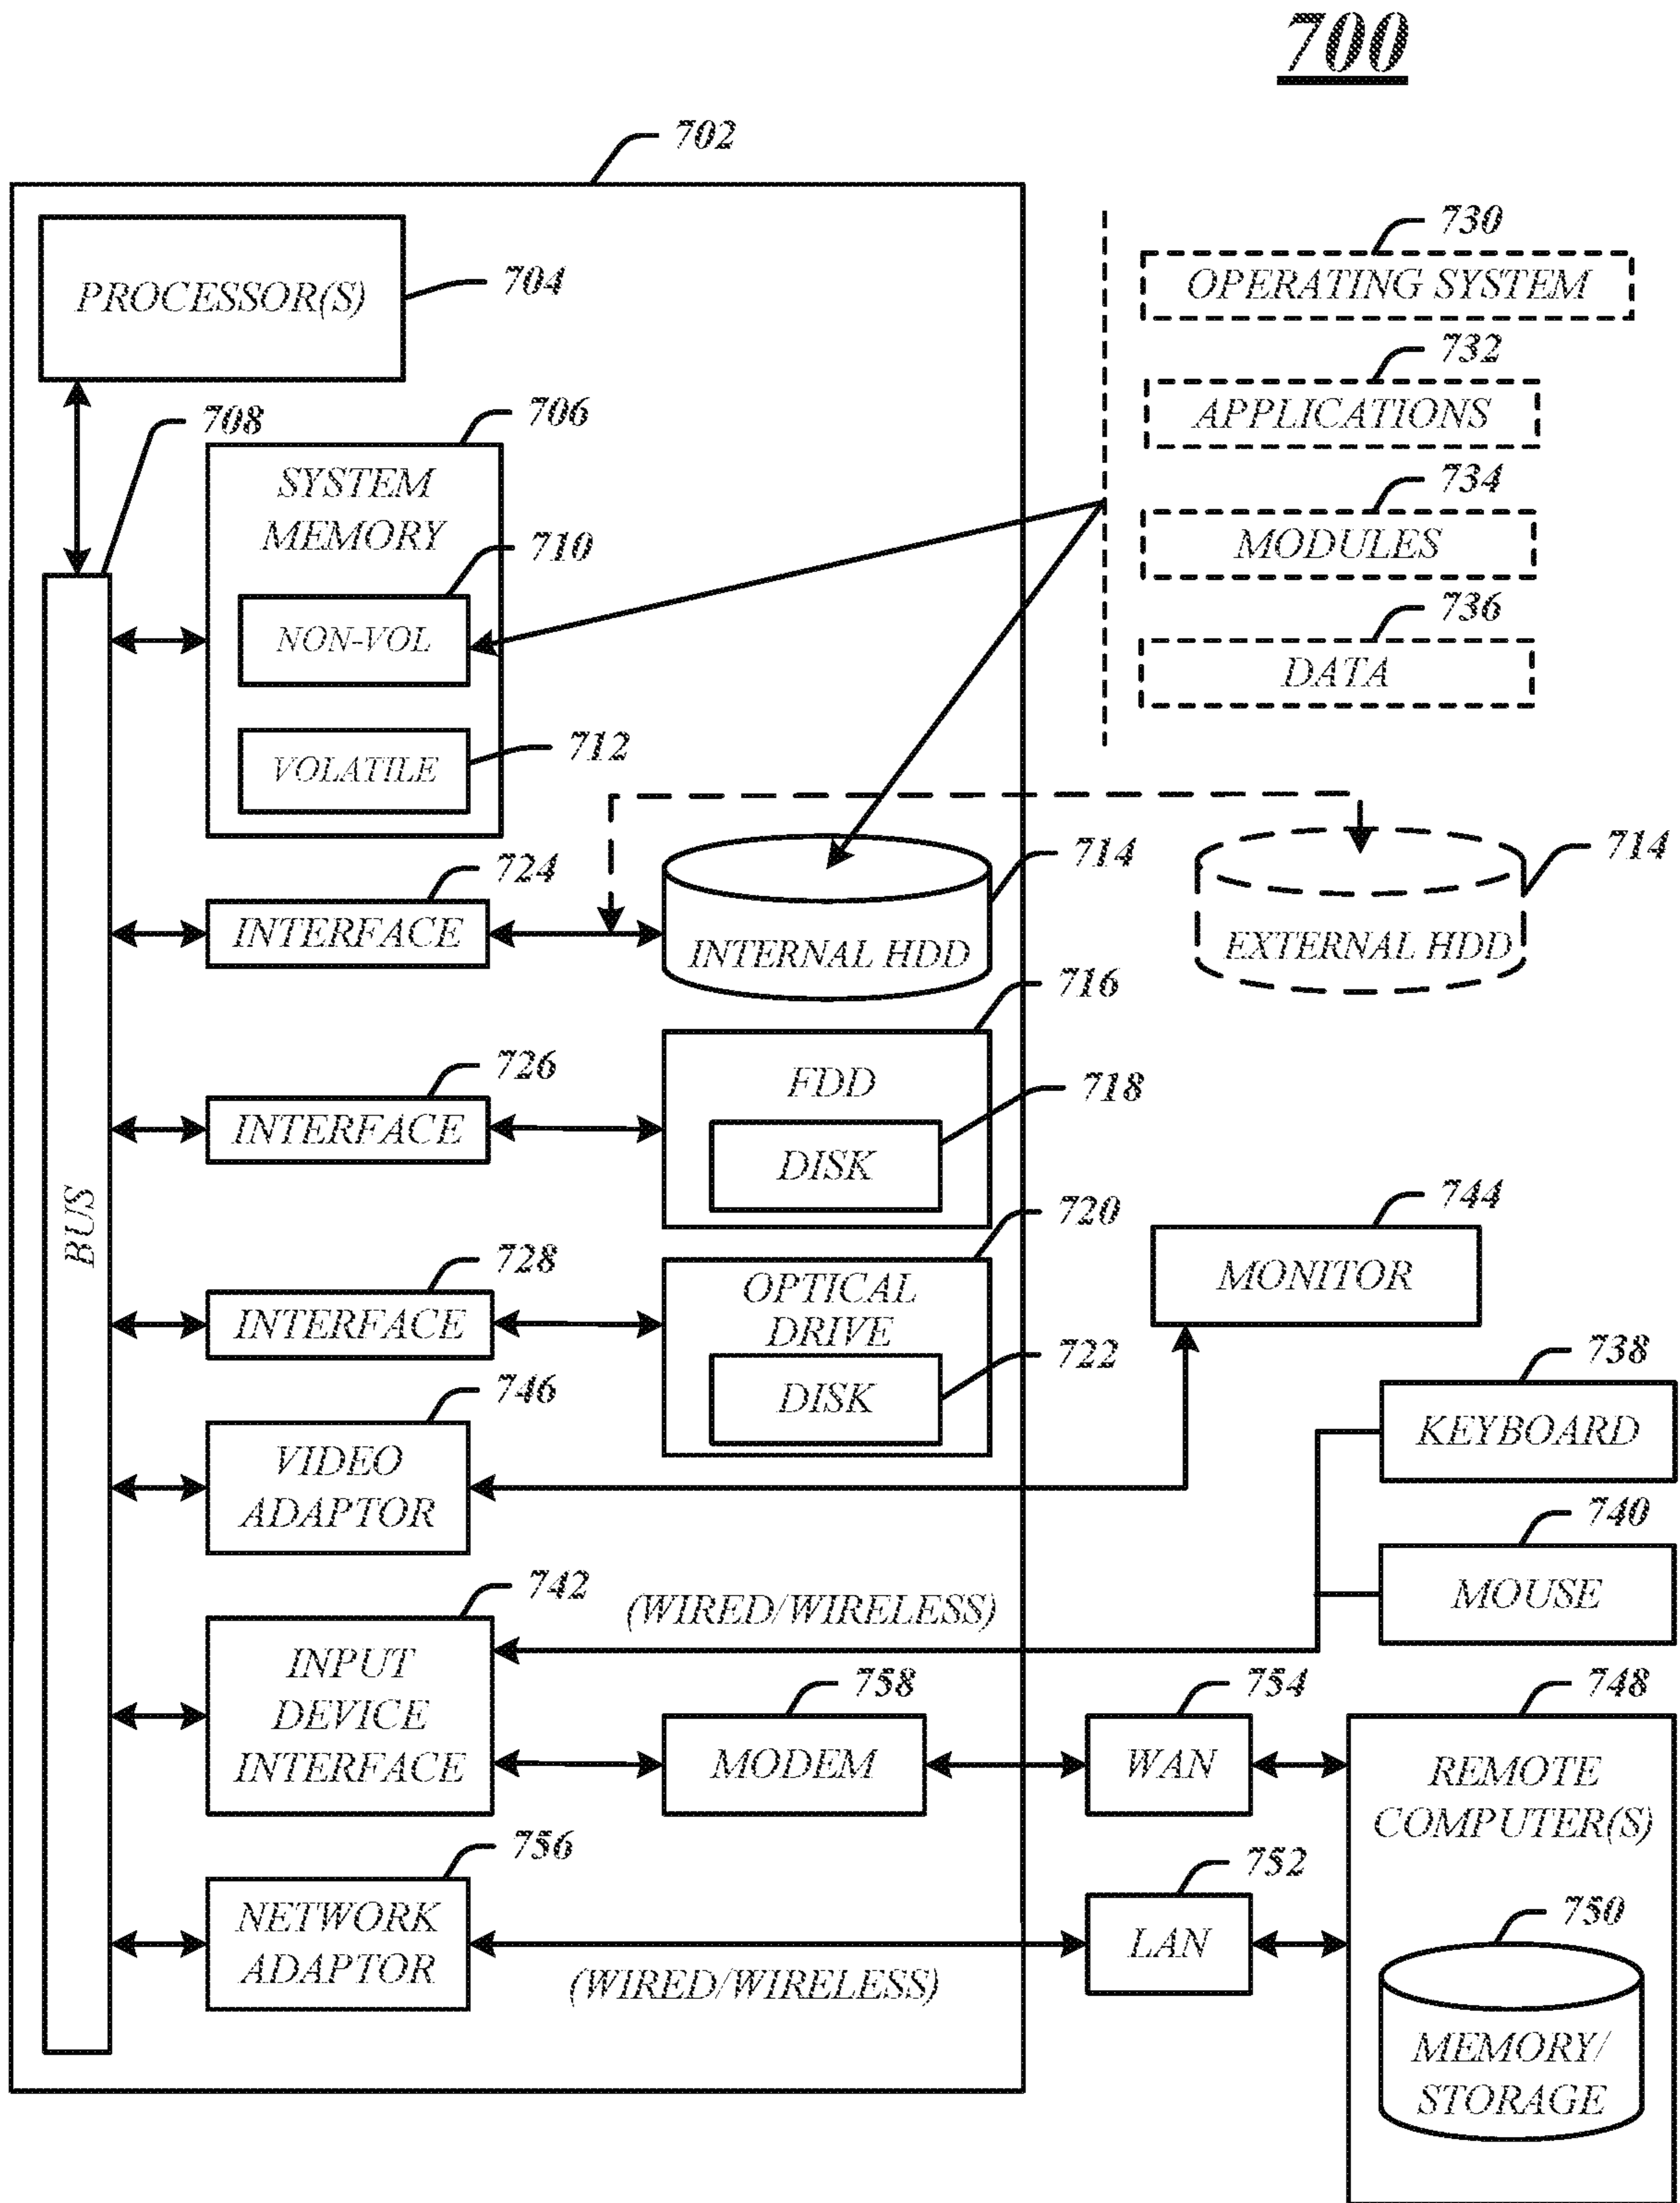 700
702
PROCESSOR(S)
704
730
OPERATING SYSTEM
732
APPLICATIONS
734
MODULES
736
DATA
708
706
SYSTEM
MEMORY
710
NON-VOL
712
VOLATILE
BUS
724
INTERFACE
714
INTERNAL HDD
714
EXTERNAL HDD
726
INTERFACE
716
FDD
718
DISK
728
INTERFACE
720
OPTICAL
DRIVE
722
DISK
744
MONITOR
746
VIDEO
ADAPTOR
738
KEYBOARD
740
MOUSE
742
INPUT
DEVICE
INTERFACE
(WIRED/WIRELESS)
758
MODEM
754
WAN
748
REMOTE
COMPUTER(S)
756
NETWORK
ADAPTOR
(WIRED/WIRELESS)
752
LAN
750
MEMORY/
STORAGE